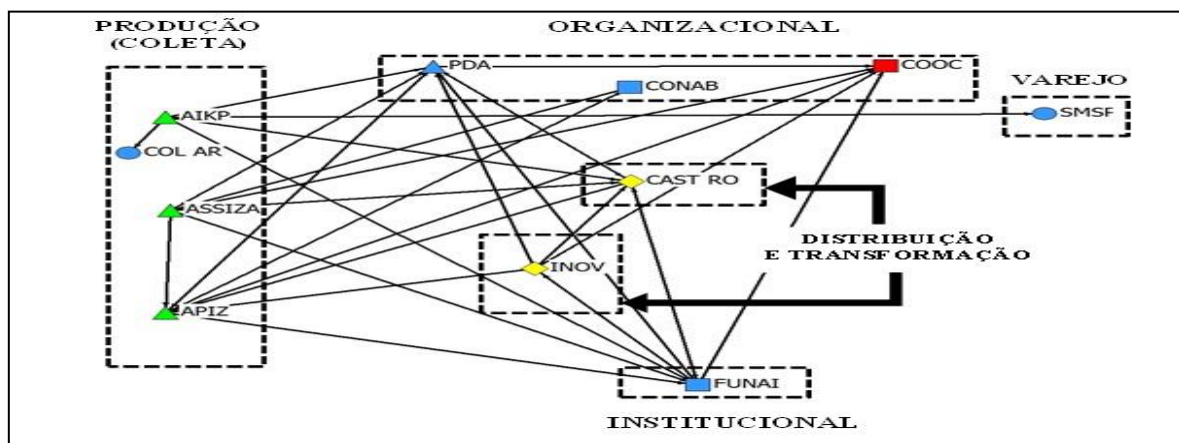 PRODUÇÃO
(COLETA)
ORGANIZACIONAL
PDA
COOC
CONAB
VAREJO
SMSF
AIKP
COL AR
CAST RO
ASSIZA
DISTRIBUIÇÃO
E TRANSFORMAÇÃO
INOV
APIZ
FUNAI
INSTITUCIONAL